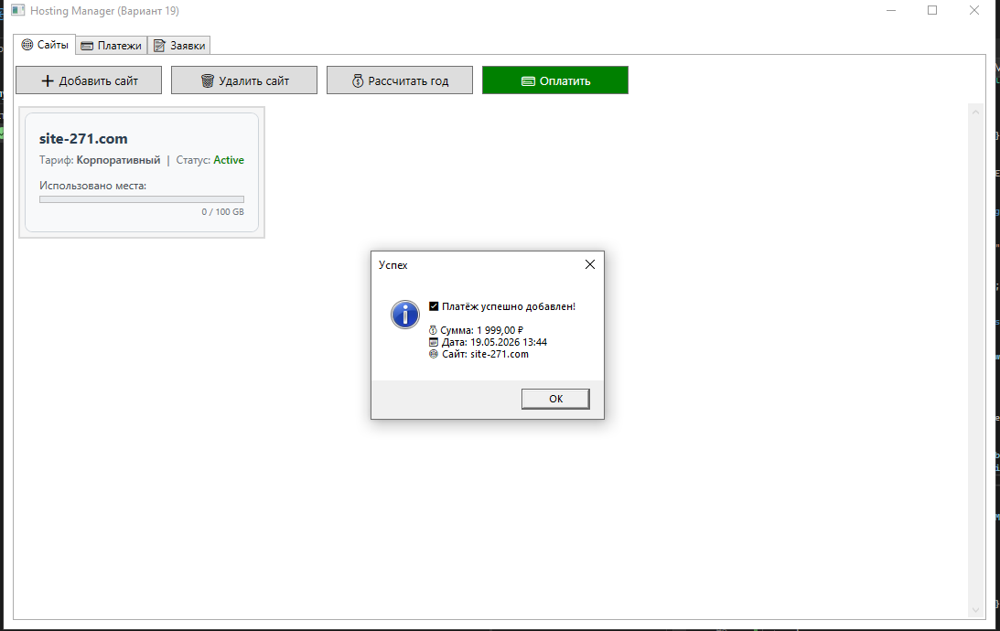 Hosting Manager (Вариант 19)
Сайты Платежи Заявки
Добавить сайт Удалить сайт Рассчитать год Оплатить
site-271.com
Тариф: Корпоративный | Статус: Active
Использовано места:
0 / 100 GB
Успех
Платёж успешно добавлен!
Сумма: 1 999,00 ₽
Дата: 19.05.2026 13:44
Сайт: site-271.com
OK